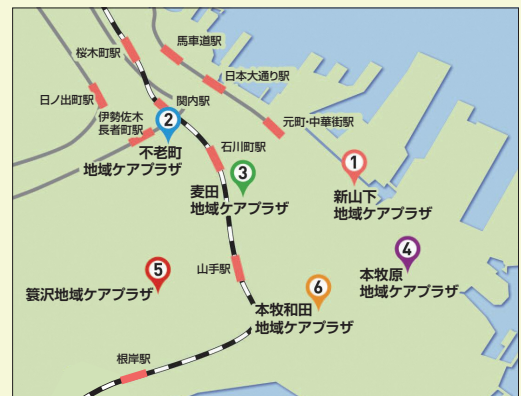 馬車道駅
桜木町駅
日本大通り駅
日ノ出町駅
関内駅
伊勢佐木
長者町駅
元町・中華街駅
2
不老町
地域ケアプラザ
石川町駅
1
新山下
地域ケアプラザ
3
麦田
地域ケアプラザ
4
本牧原
地域ケアプラザ
山手駅
5
簑沢地域ケアプラザ
6
本牧和田
地域ケアプラザ
根岸駅